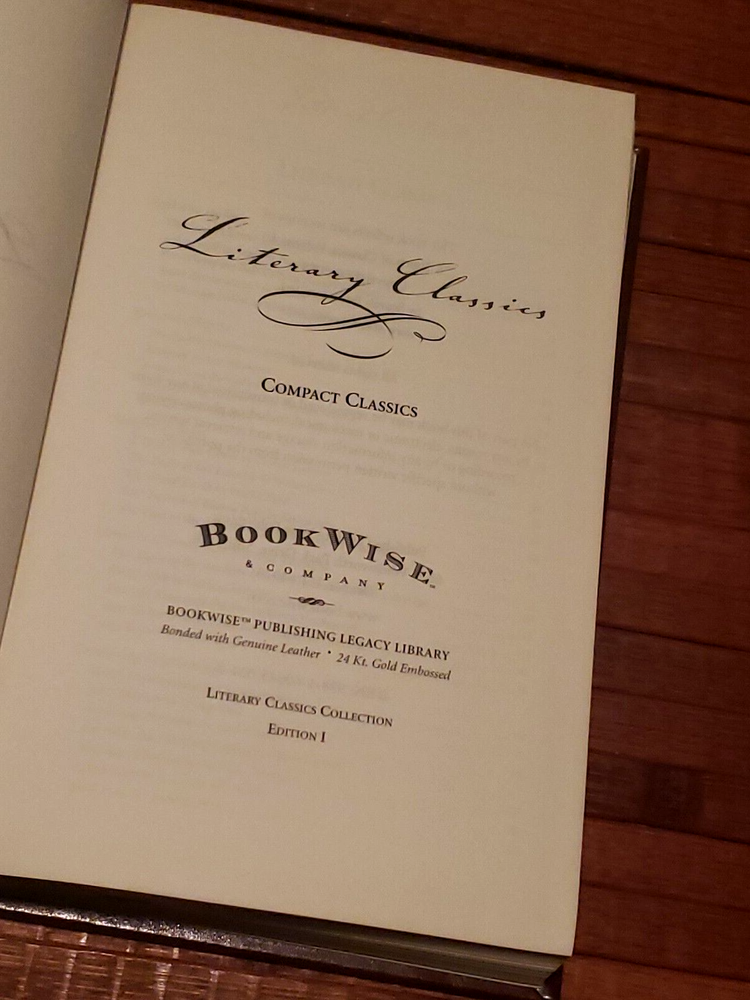 Literary Classics
Compact Classics
BookWise™
& COMPANY
BOOKWISE™ PUBLISHING LEGACY LIBRARY
Bonded with Genuine Leather • 24 Kt. Gold Embossed
Literary Classics Collection
Edition I